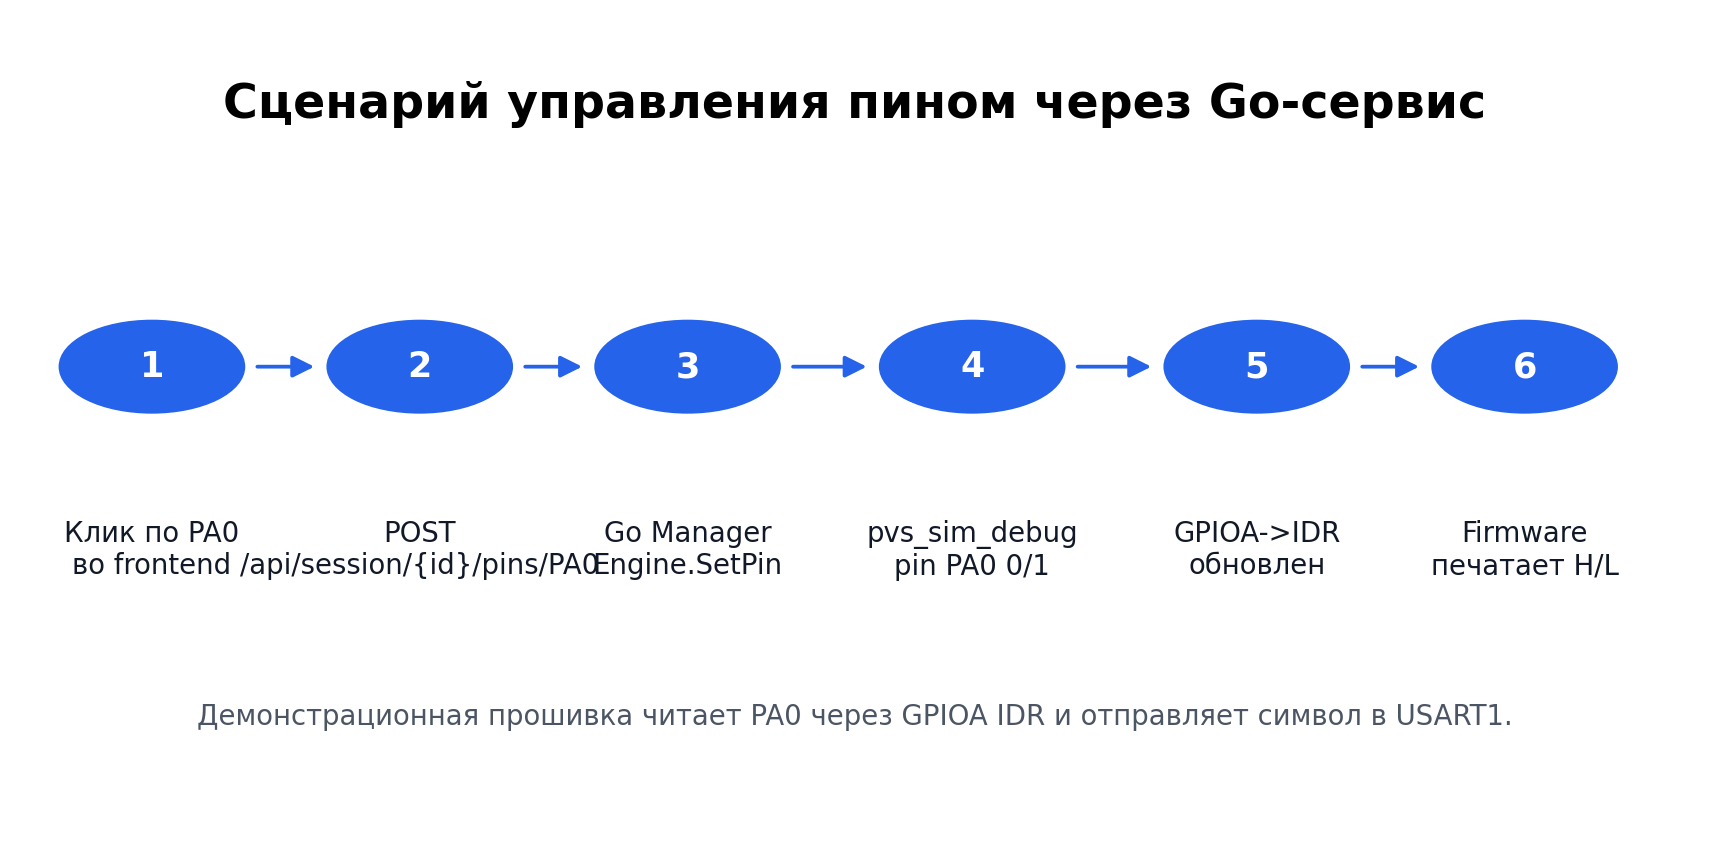 Сценарий управления пином через Go-сервис
1
2
3
4
5
6
Клик по PA0
во frontend
POST
/api/session/{id}/pins/PA0
Go Manager
Engine.SetPin
pvs_sim_debug
pin PA0 0/1
GPIOA->IDR
обновлен
Firmware
печатает H/L
Демонстрационная прошивка читает PA0 через GPIOA IDR и отправляет символ в USART1.